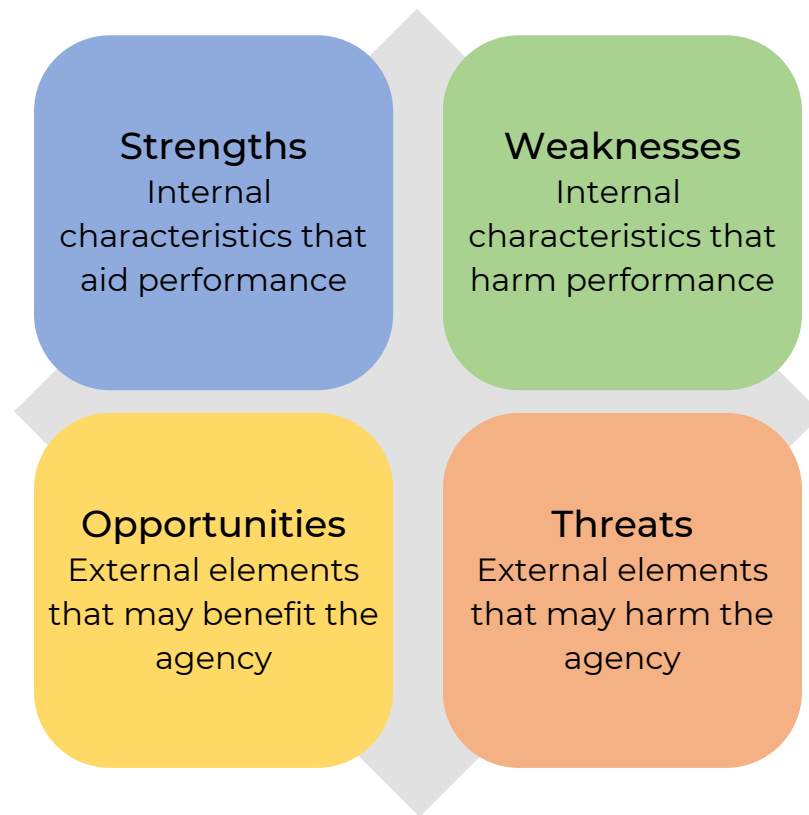 Strengths
Internal
characteristics that
aid performance
Weaknesses
Internal
characteristics that
harm performance
Opportunities
External elements
that may benefit the
agency
Threats
External elements
that may harm the
agency